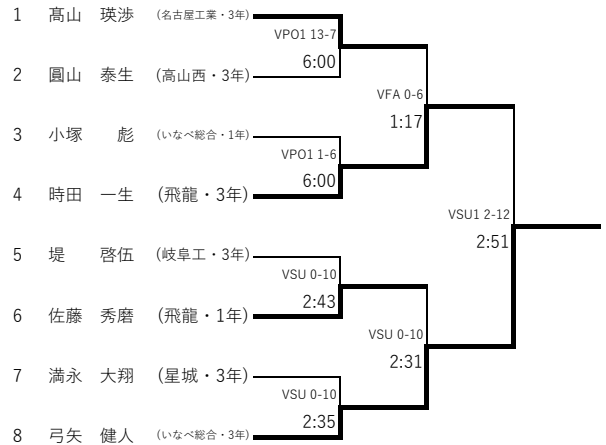 1 髙山 瑛渉 (名古屋工業・3年)
VPO1 13-7
6:00
2 圓山 泰生 (高山西・3年)
VFA 0-6
1:17
3 小塚 彪 (いなべ総合・1年)
VPO1 1-6
6:00
4 時田 一生 (飛龍・3年)
VSU1 2-12
2:51
5 堤 啓伍 (岐阜工・3年)
VSU 0-10
2:43
6 佐藤 秀磨 (飛龍・1年)
VSU 0-10
2:31
7 満永 大翔 (星城・3年)
VSU 0-10
2:35
8 弓矢 健人 (いなべ総合・3年)